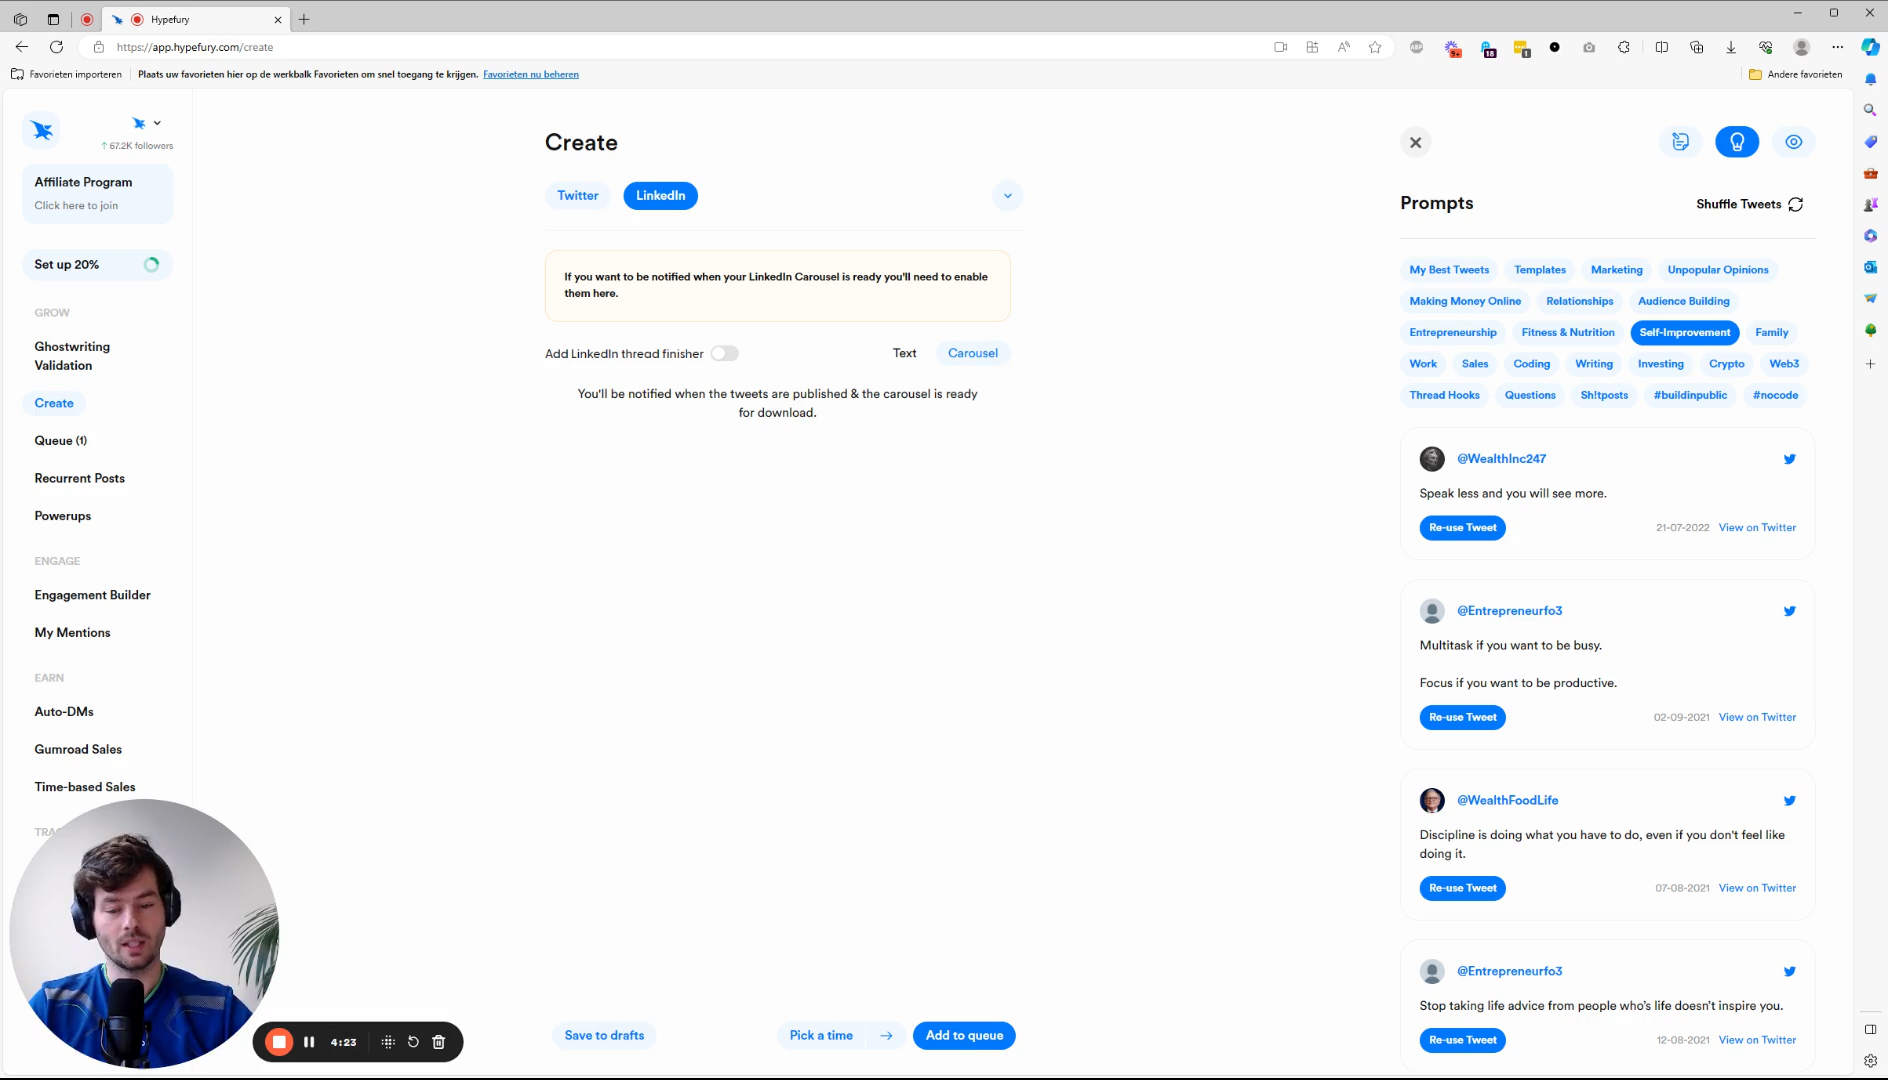 Hypefury
https://app.hypefury.com/create
9+
18
1
Favorieten importeren
Plaats uw favorieten hier op de werkbalk Favorieten om snel toegang te krijgen. Favorieten nu beheren
Andere favorieten
↑ 67.2K followers
Affiliate Program
Click here to join
Set up 20%
GROW
Ghostwriting
Validation
Create
Queue (1)
Recurrent Posts
Powerups
ENGAGE
Engagement Builder
My Mentions
EARN
Auto-DMs
Gumroad Sales
Time-based Sales
4:23
Create
Twitter
LinkedIn
If you want to be notified when your LinkedIn Carousel is ready you'll need to enable
them here.
Add LinkedIn thread finisher
Text
Carousel
You'll be notified when the tweets are published & the carousel is ready
for download.
Save to drafts
Pick a time →
Add to queue
Prompts
Shuffle Tweets
My Best Tweets Templates Marketing Unpopular Opinions
Making Money Online Relationships Audience Building
Entrepreneurship Fitness & Nutrition Self-Improvement Family
Work Sales Coding Writing Investing Crypto Web3
Thread Hooks Questions Sh!tposts #buildinpublic #nocode
@WealthInc247
Speak less and you will see more.
Re-use Tweet 21-07-2022 View on Twitter
@Entrepreneurfo3
Multitask if you want to be busy.
Focus if you want to be productive.
Re-use Tweet 02-09-2021 View on Twitter
@WealthFoodLife
Discipline is doing what you have to do, even if you don't feel like
doing it.
Re-use Tweet 07-08-2021 View on Twitter
@Entrepreneurfo3
Stop taking life advice from people who's life doesn't inspire you.
Re-use Tweet 12-08-2021 View on Twitter